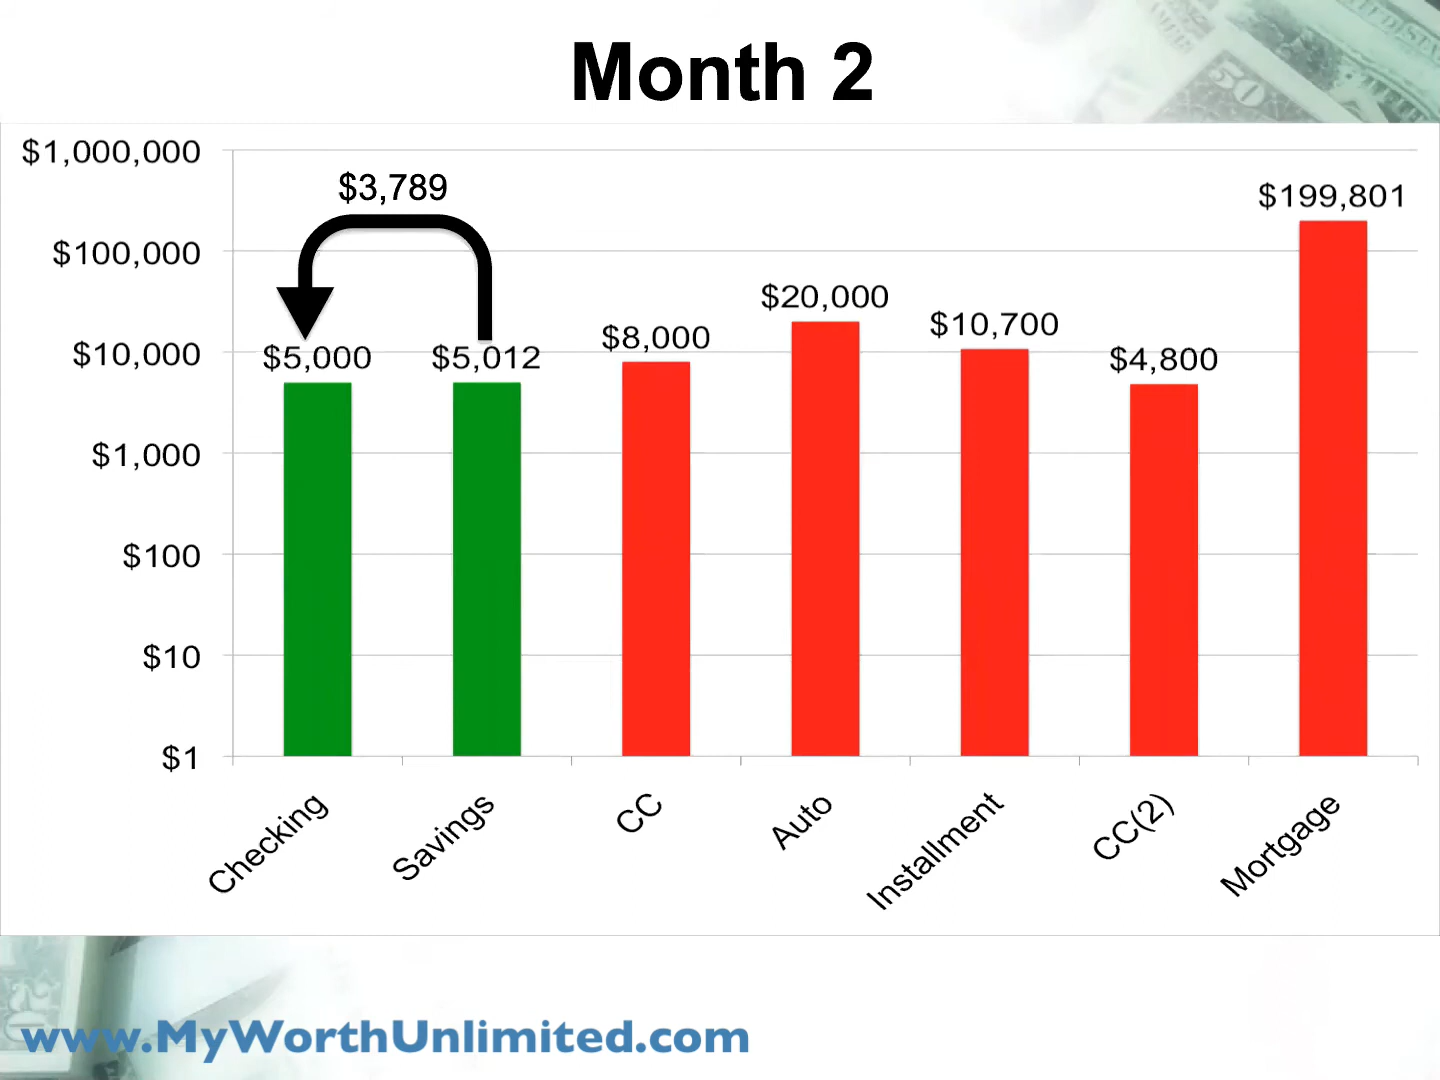 Month 2
$1,000,000
$100,000
$10,000
$1,000
$100
$10
$1
$3,789
$5,000
$5,012
$8,000
$20,000
$10,700
$4,800
$199,801
Checking
Savings
CC
Auto
Installment
CC(2)
Mortgage
www.MyWorthUnlimited.com